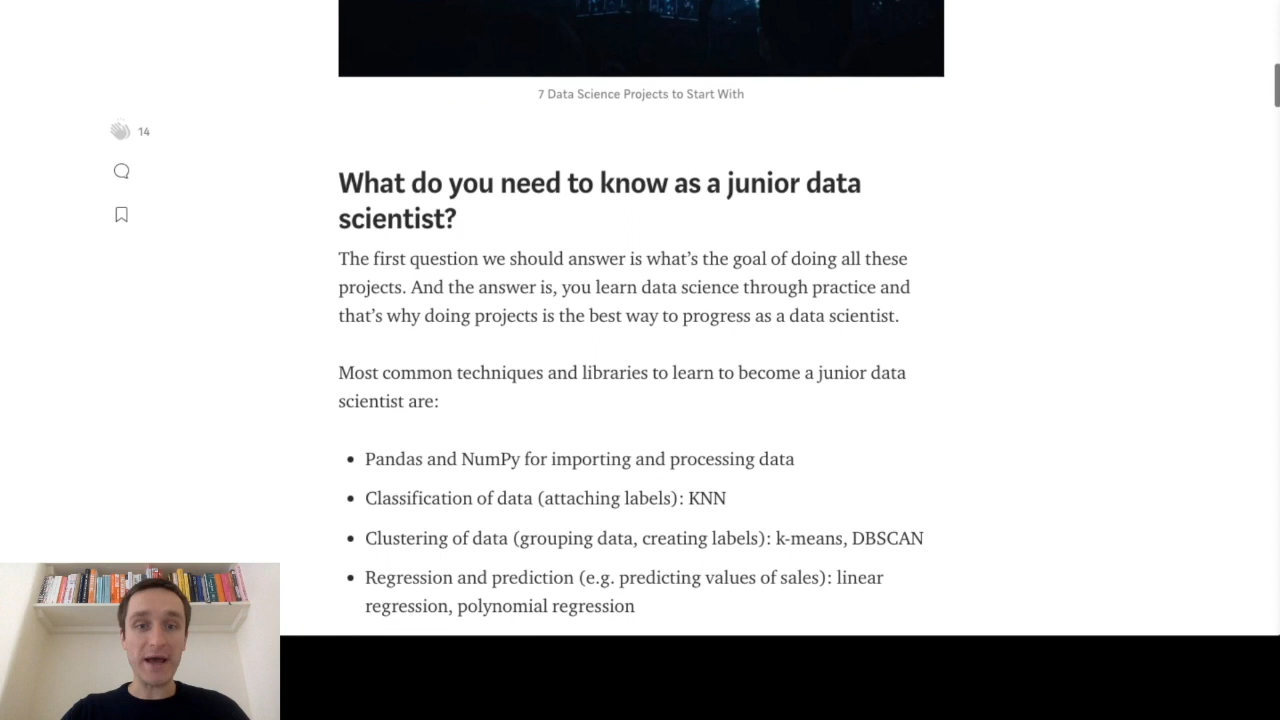 7 Data Science Projects to Start With
14
What do you need to know as a junior data
scientist?
The first question we should answer is what’s the goal of doing all these
projects. And the answer is, you learn data science through practice and
that’s why doing projects is the best way to progress as a data scientist.
Most common techniques and libraries to learn to become a junior data
scientist are:
• Pandas and NumPy for importing and processing data
• Classification of data (attaching labels): KNN
• Clustering of data (grouping data, creating labels): k-means, DBSCAN
• Regression and prediction (e.g. predicting values of sales): linear
regression, polynomial regression